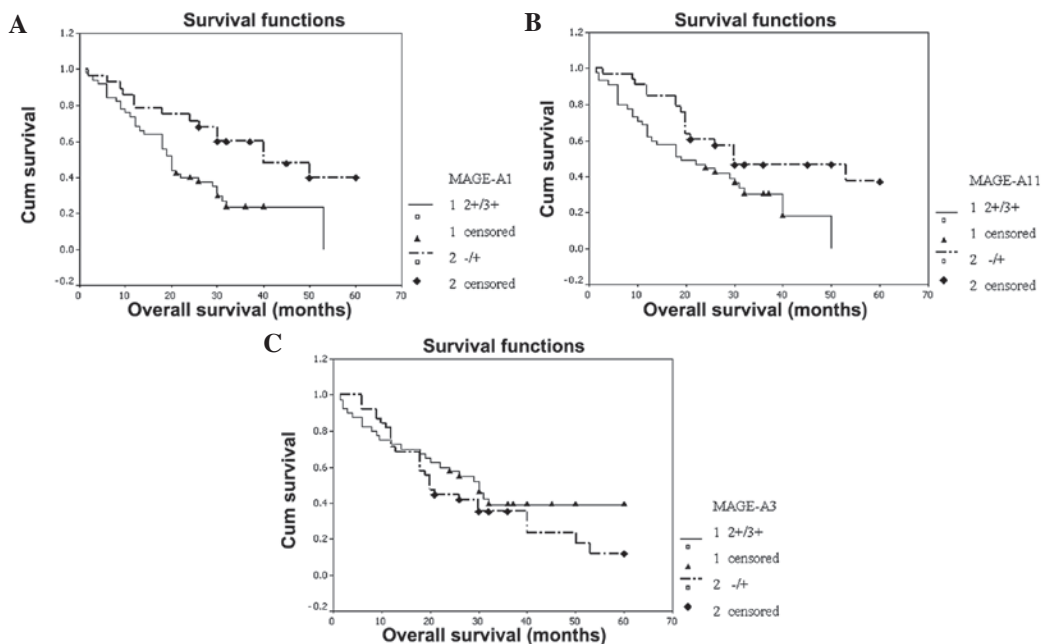 A
Survival functions
1.2
1.0
0.8
0.6
0.4
0.2
0.0
-0.2
Cum survival
0 10 20 30 40 50 60 70
Overall survival (months)
MAGE-A1
1 2+/3+
1 censored
2 -/+
2 censored
B
Survival functions
1.2
1.0
0.8
0.6
0.4
0.2
0.0
-0.2
Cum survival
0 10 20 30 40 50 60 70
Overall survival (months)
MAGE-A11
1 2+/3+
1 censored
2 -/+
2 censored
C
Survival functions
1.2
1.0
0.8
0.6
0.4
0.2
0.0
-0.2
Cum survival
0 10 20 30 40 50 60 70
Overall survival (months)
MAGE-A3
1 2+/3+
1 censored
2 -/+
2 censored